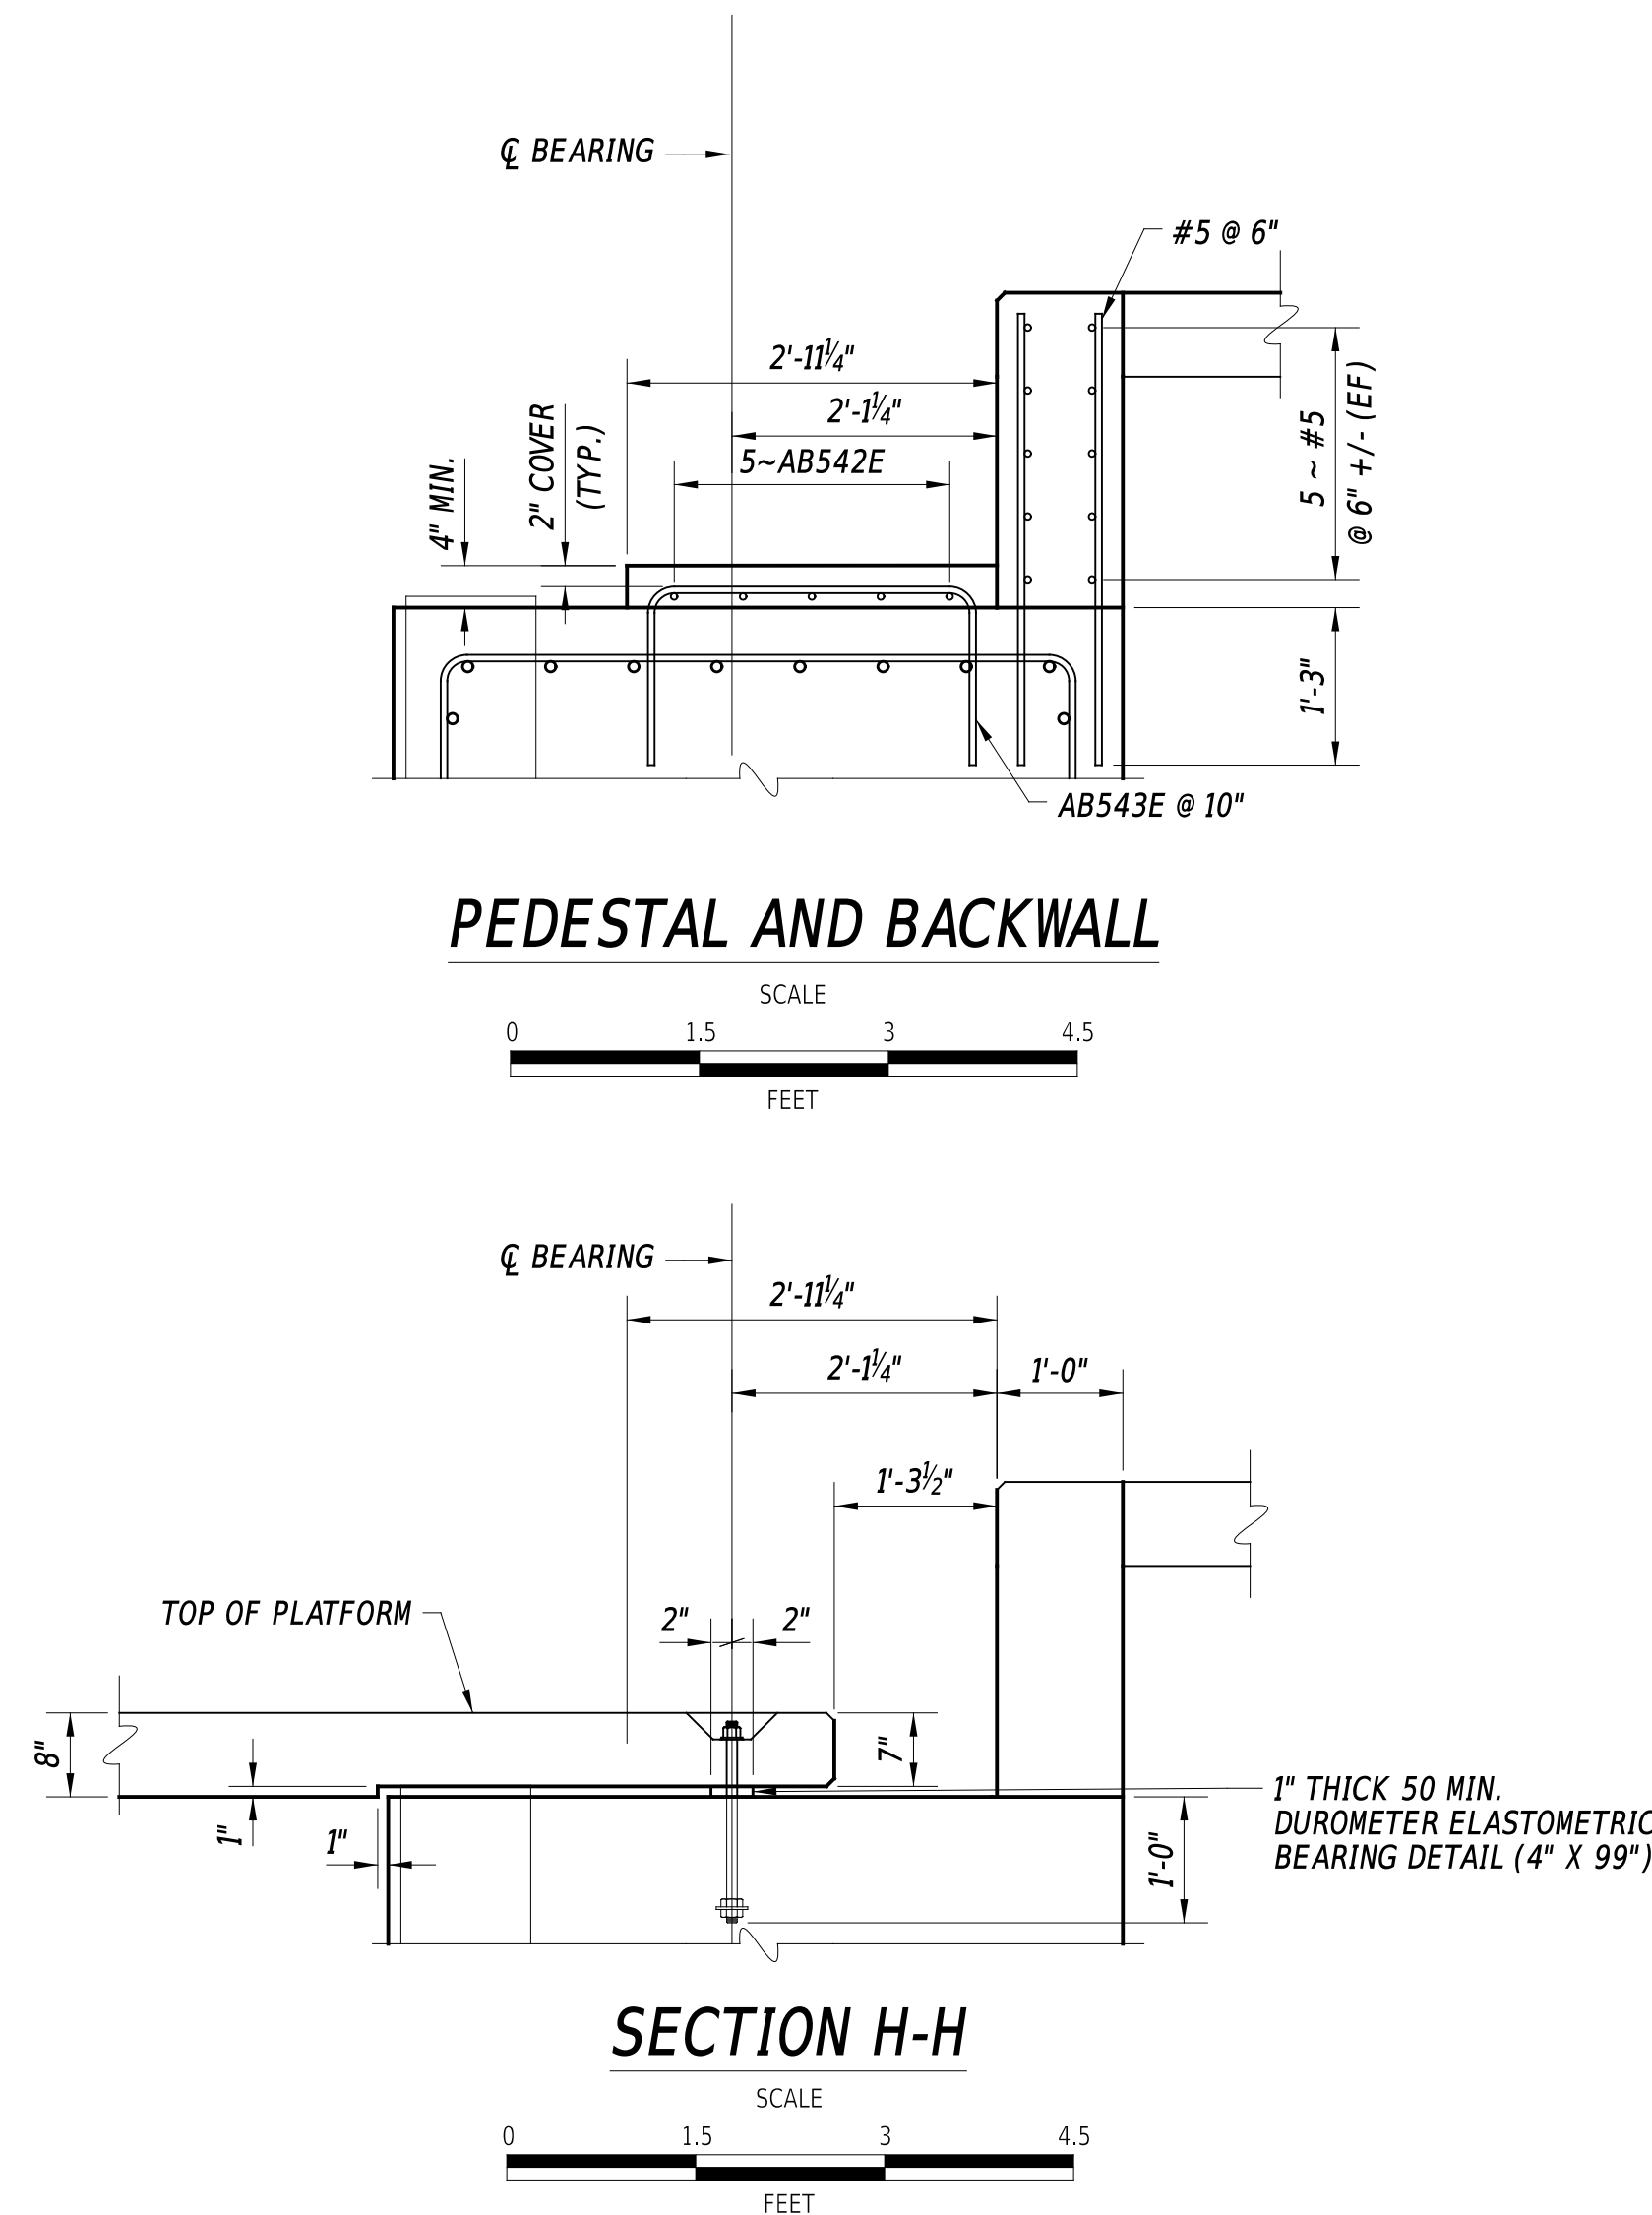 ℄ BEARING
#5 @ 6"
2'-11¼"
2'-1¼"
5~AB542E
4" MIN.
2" COVER
(TYP.)
5 ~ #5
@ 6" +/- (EF)
1'-3"
AB543E @ 10"
PEDESTAL AND BACKWALL
SCALE
0 1.5 3 4.5
FEET
℄ BEARING
2'-11¼"
2'-1¼"
1'-0"
1'-3½"
TOP OF PLATFORM
2" 2"
8"
7"
1"
1"
1" THICK 50 MIN.
DUROMETER ELASTOMETRIC
BEARING DETAIL (4" X 99")
1'-0"
SECTION H-H
SCALE
0 1.5 3 4.5
FEET